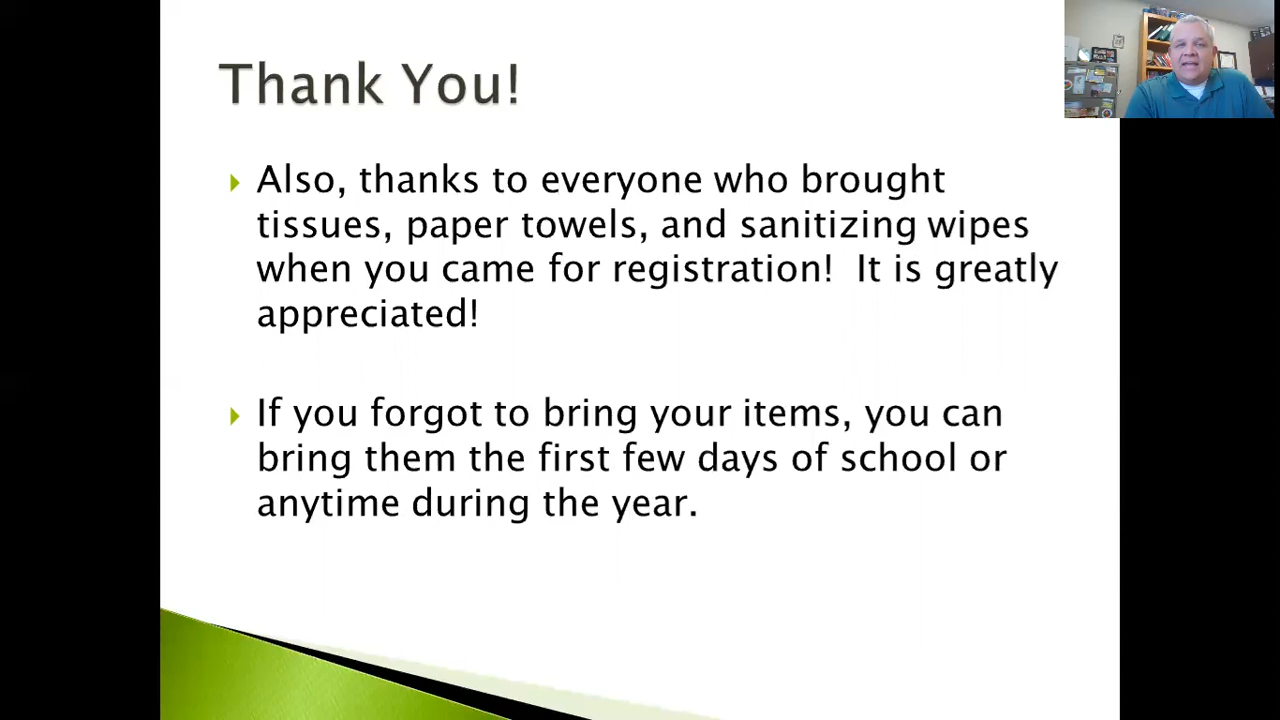 Thank You!
Also, thanks to everyone who brought
tissues, paper towels, and sanitizing wipes
when you came for registration!  It is greatly
appreciated!
If you forgot to bring your items, you can
bring them the first few days of school or
anytime during the year.